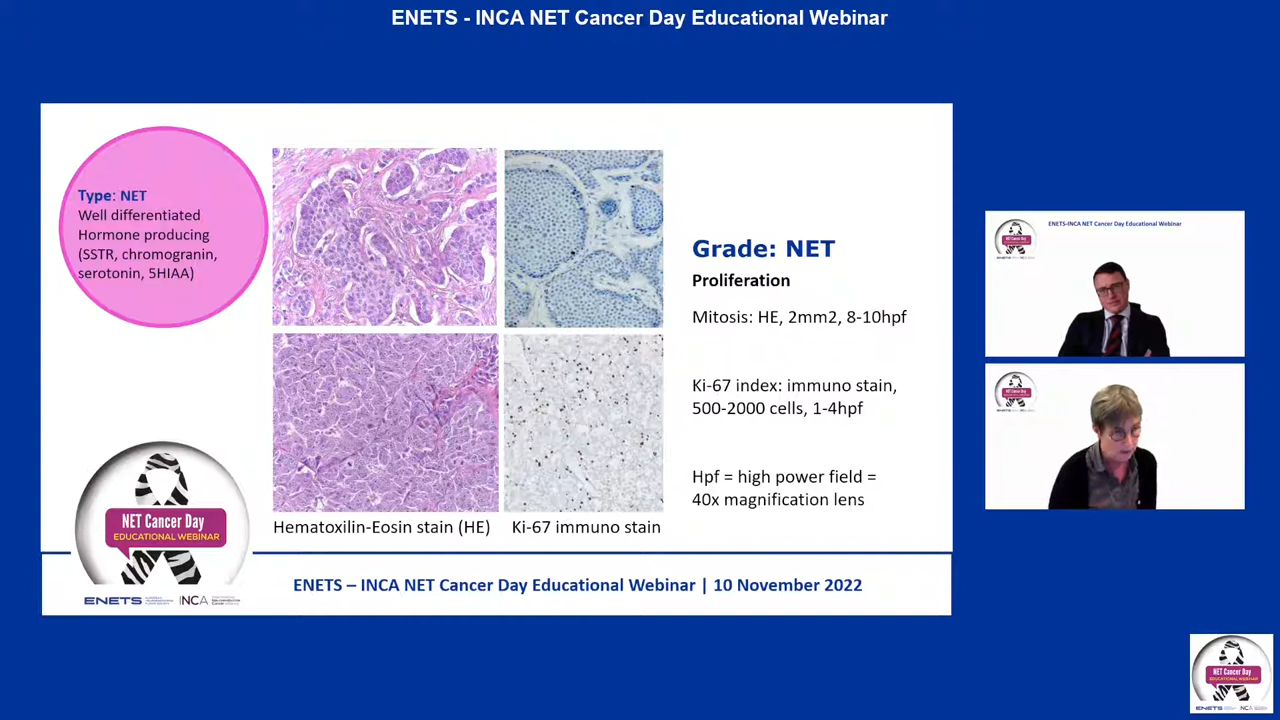 ENETS - INCA NET Cancer Day Educational Webinar
Type: NET
Well differentiated
Hormone producing
(SSTR, chromogranin,
serotonin, 5HIAA)
Grade: NET
Proliferation
Mitosis: HE, 2mm2, 8-10hpf
Ki-67 index: immuno stain,
500-2000 cells, 1-4hpf
Hpf = high power field =
40x magnification lens
Hematoxilin-Eosin stain (HE)
Ki-67 immuno stain
NET Cancer Day
EDUCATIONAL WEBINAR
ENETS
INCA
ENETS – INCA NET Cancer Day Educational Webinar | 10 November 2022
ENETS-INCA NET Cancer Day Educational Webinar
NET Cancer Day
EDUCATIONAL WEBINAR
ENETS
INCA